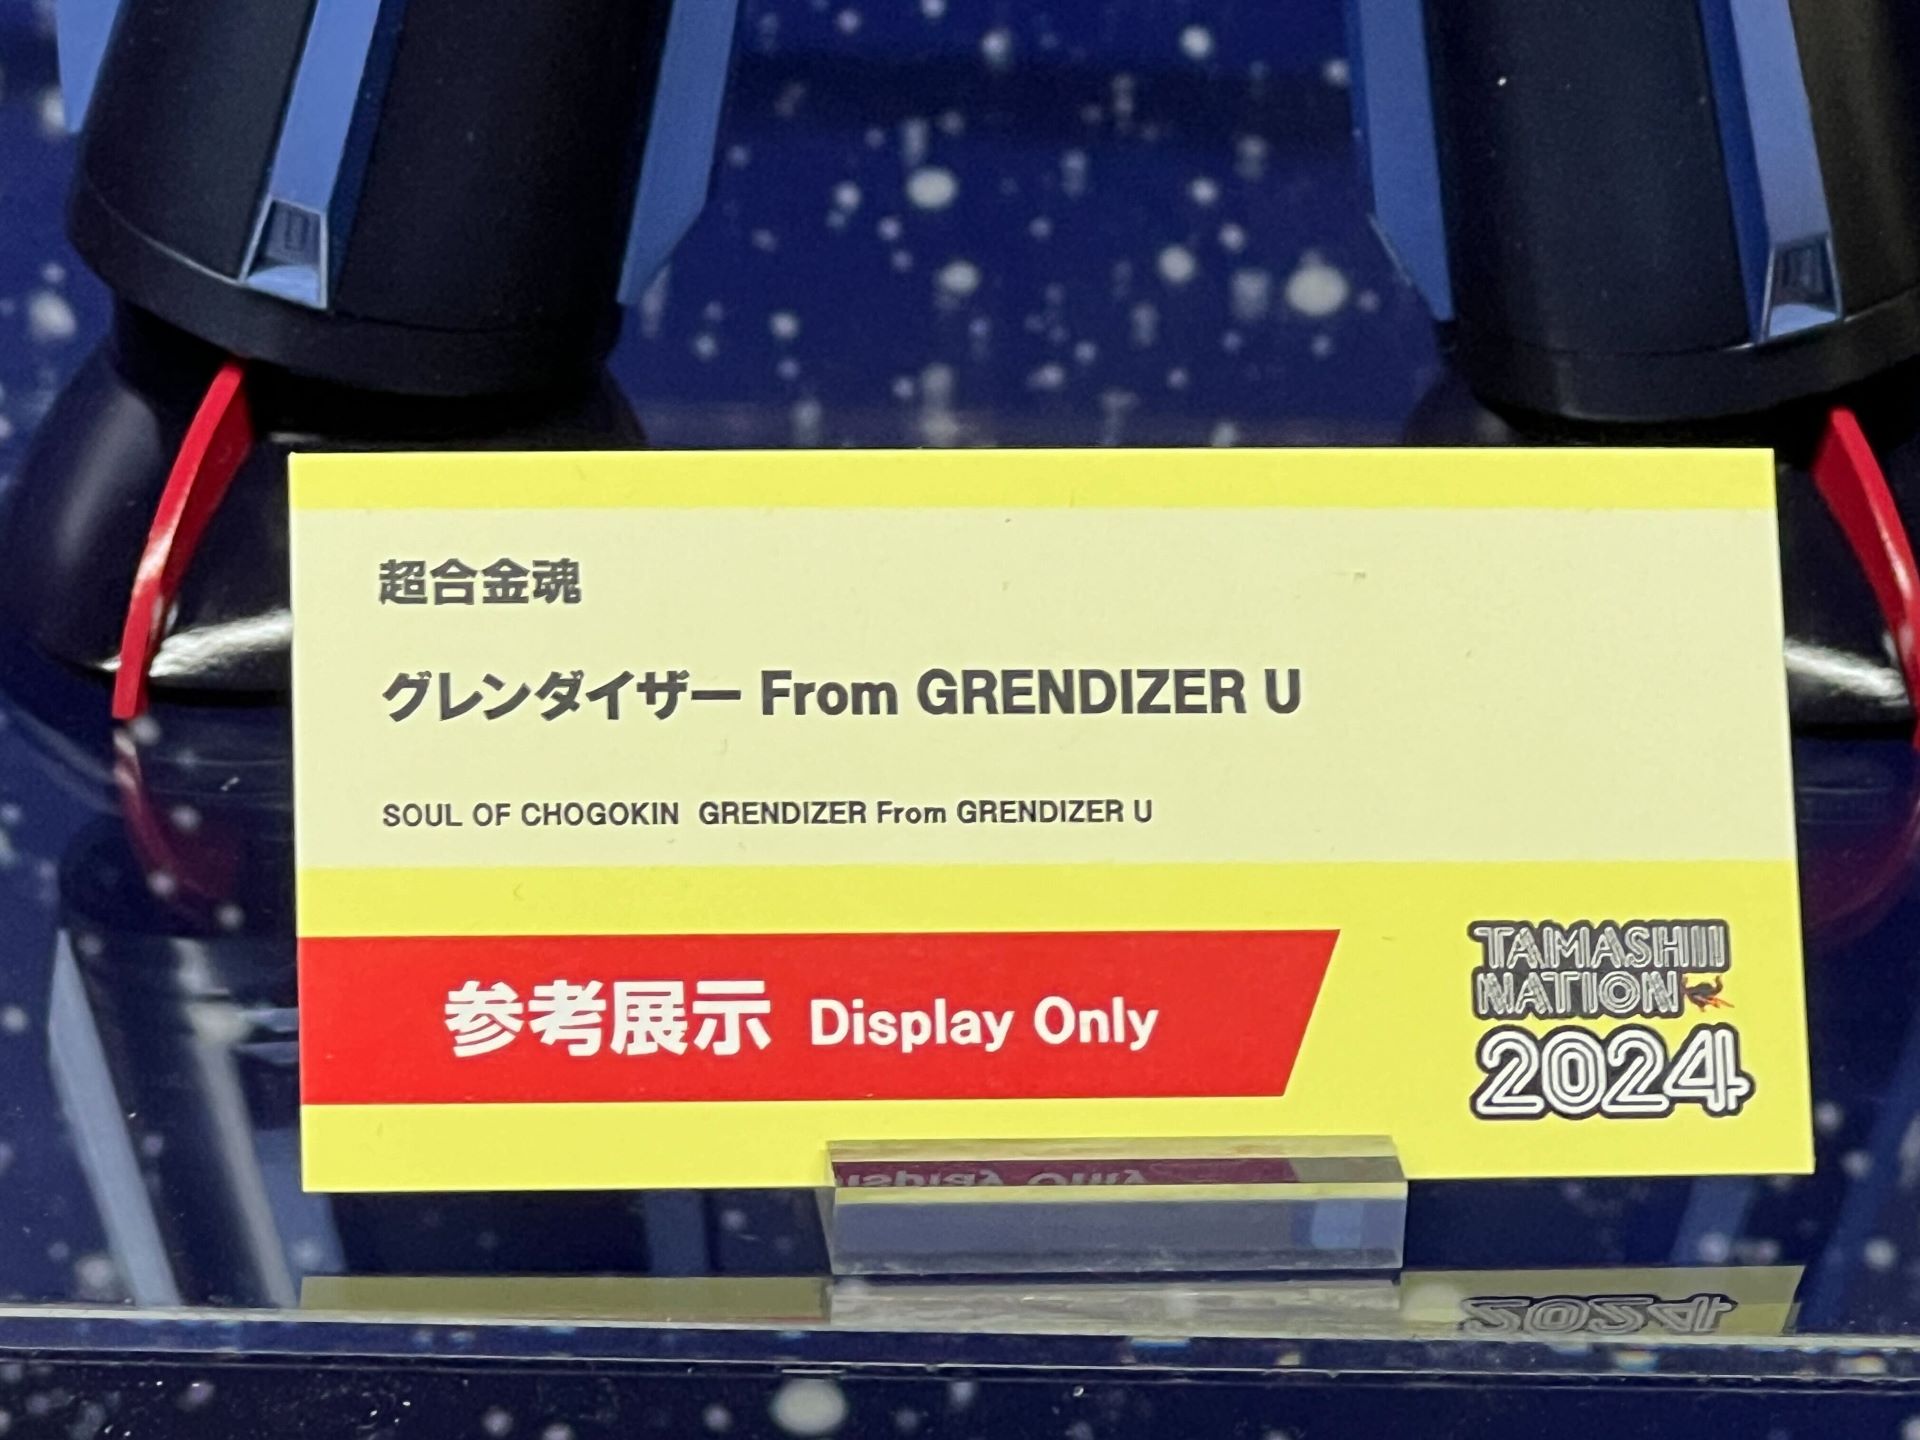 超合金魂
グレンダイザー From GRENDIZER U
SOUL OF CHOGOKIN GRENDIZER From GRENDIZER U
参考展示 Display Only
TAMASHII
NATION
2024